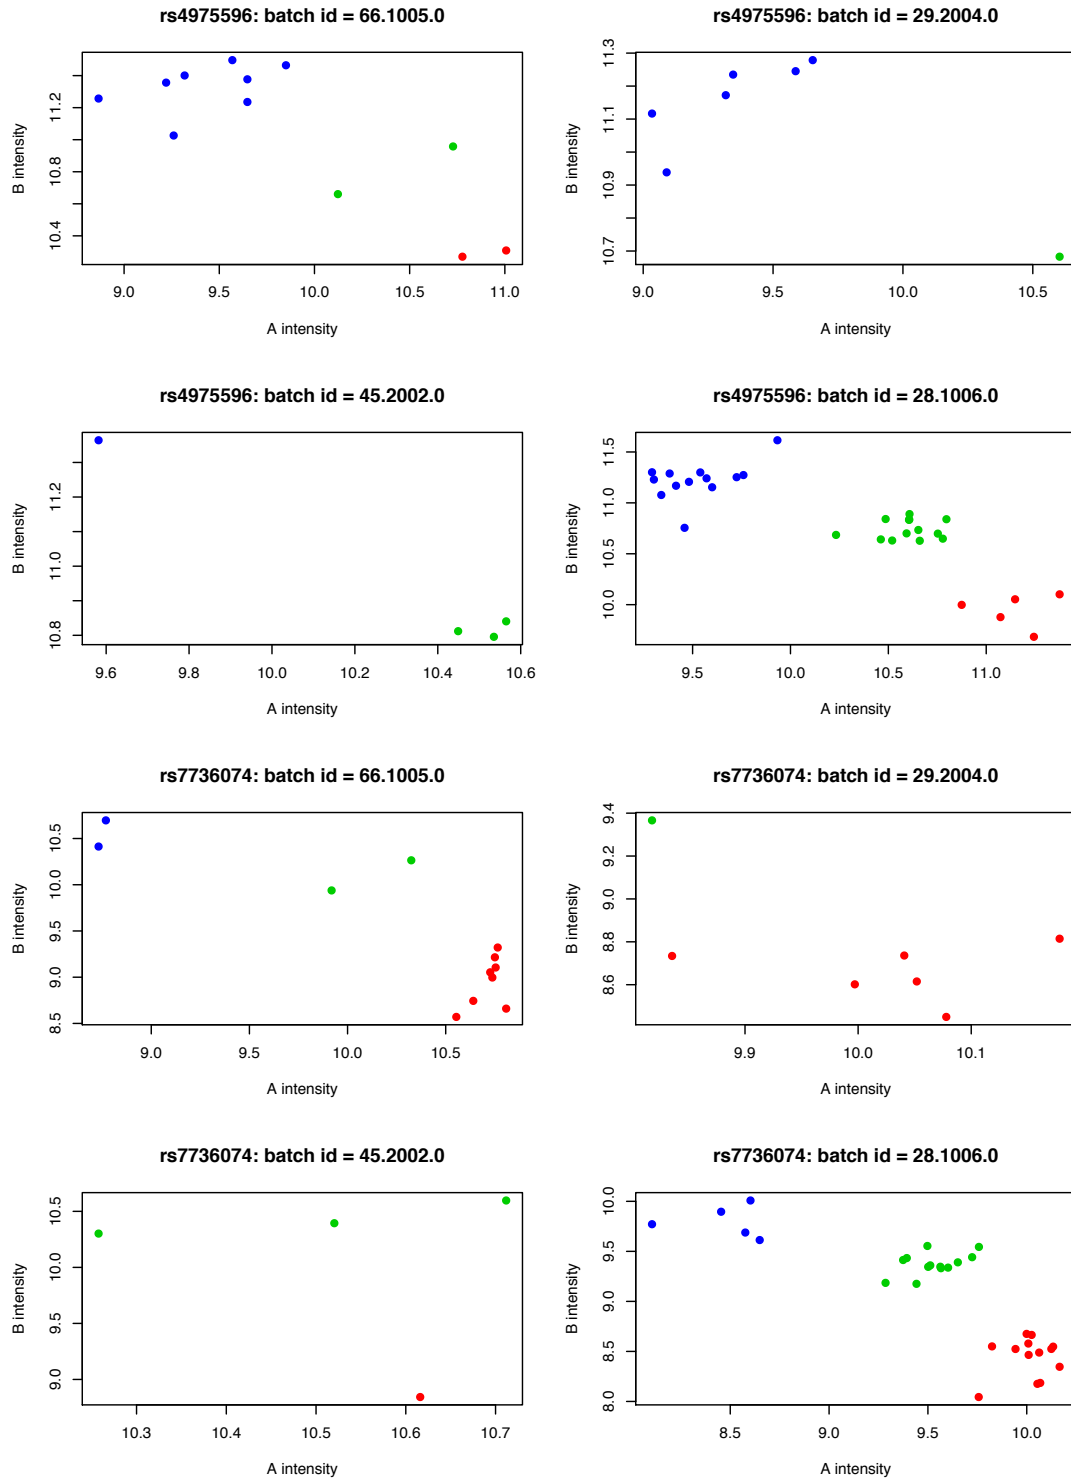 rs4975596: batch id = 66.1005.0
B intensity
10.4 10.8 11.2
9.0 9.5 10.0 10.5 11.0
A intensity
rs4975596: batch id = 29.2004.0
B intensity
10.7 10.9 11.1 11.3
9.0 9.5 10.0 10.5
A intensity
rs4975596: batch id = 45.2002.0
B intensity
10.8 11.0 11.2
9.6 9.8 10.0 10.2 10.4 10.6
A intensity
rs4975596: batch id = 28.1006.0
B intensity
10.0 10.5 11.0 11.5
9.5 10.0 10.5 11.0
A intensity
rs7736074: batch id = 66.1005.0
B intensity
8.5 9.0 9.5 10.0 10.5
9.0 9.5 10.0 10.5
A intensity
rs7736074: batch id = 29.2004.0
B intensity
8.6 8.8 9.0 9.2 9.4
9.9 10.0 10.1
A intensity
rs7736074: batch id = 45.2002.0
B intensity
9.0 9.5 10.0 10.5
10.3 10.4 10.5 10.6 10.7
A intensity
rs7736074: batch id = 28.1006.0
B intensity
8.0 8.5 9.0 9.5 10.0
8.5 9.0 9.5 10.0
A intensity